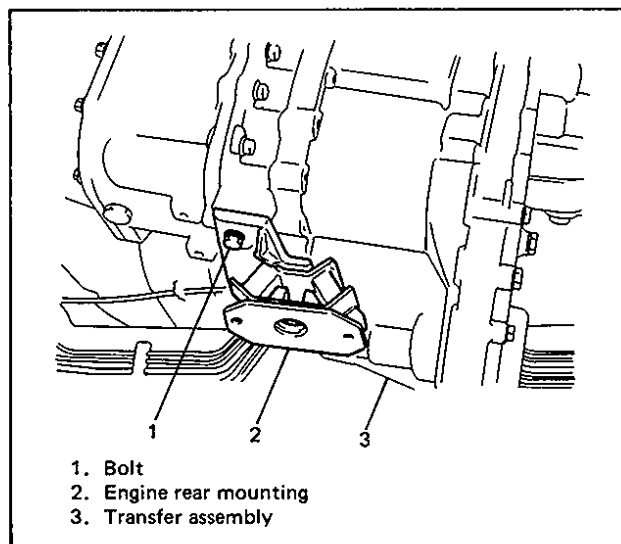 1 2 3
1. Bolt
2. Engine rear mounting
3. Transfer assembly